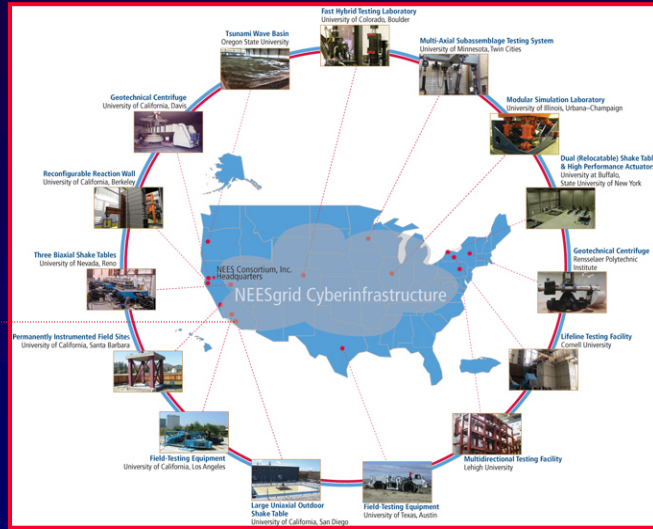 Fast Hybrid Testing Laboratory
University of Colorado, Boulder
Tsunami Wave Basin
Oregon State University
Multi-Axial Subassemblage Testing System
University of Minnesota, Twin Cities
Geotechnical Centrifuge
University of California, Davis
Modular Simulation Laboratory
University of Illinois, Urbana–Champaign
Reconfigurable Reaction Wall
University of California, Berkeley
Dual (Relocatable) Shake Table
& High Performance Actuators
University at Buffalo,
State University of New York
Three Biaxial Shake Tables
University of Nevada, Reno
NEES Consortium, Inc.
Headquarters
NEESgrid Cyberinfrastructure
Geotechnical Centrifuge
Rensselaer Polytechnic
Institute
Permanently Instrumented Field Sites
University of California, Santa Barbara
Lifeline Testing Facility
Cornell University
Field-Testing Equipment
University of California, Los Angeles
Multidirectional Testing Facility
Lehigh University
Large Uniaxial Outdoor
Shake Table
University of California, San Diego
Field-Testing Equipment
University of Texas, Austin